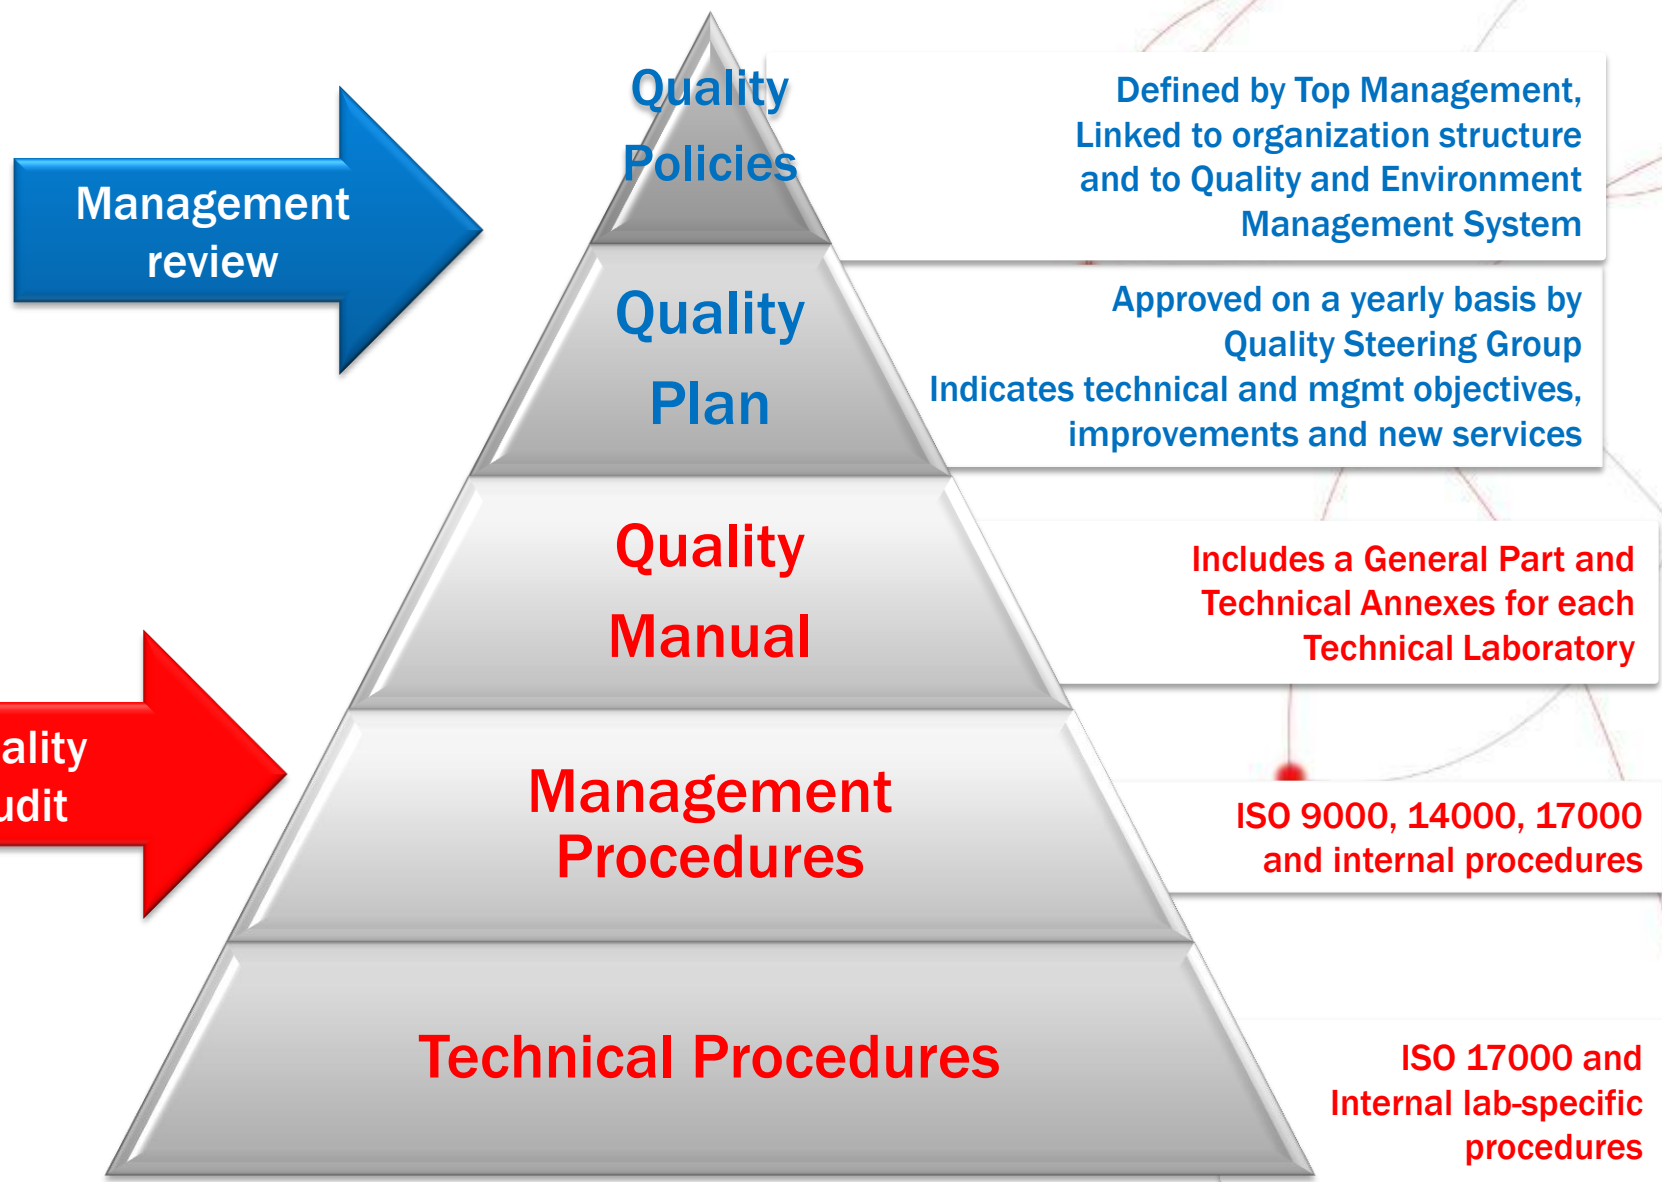 Quality
Policies
Defined by Top Management,
Linked to organization structure
and to Quality and Environment
Management System
Management
review
Quality
Plan
Approved on a yearly basis by
Quality Steering Group
Indicates technical and mgmt objectives,
improvements and new services
Quality
Manual
Includes a General Part and
Technical Annexes for each
Technical Laboratory
ality
udit
Management
Procedures
ISO 9000, 14000, 17000
and internal procedures
Technical Procedures
ISO 17000 and
Internal lab-specific
procedures